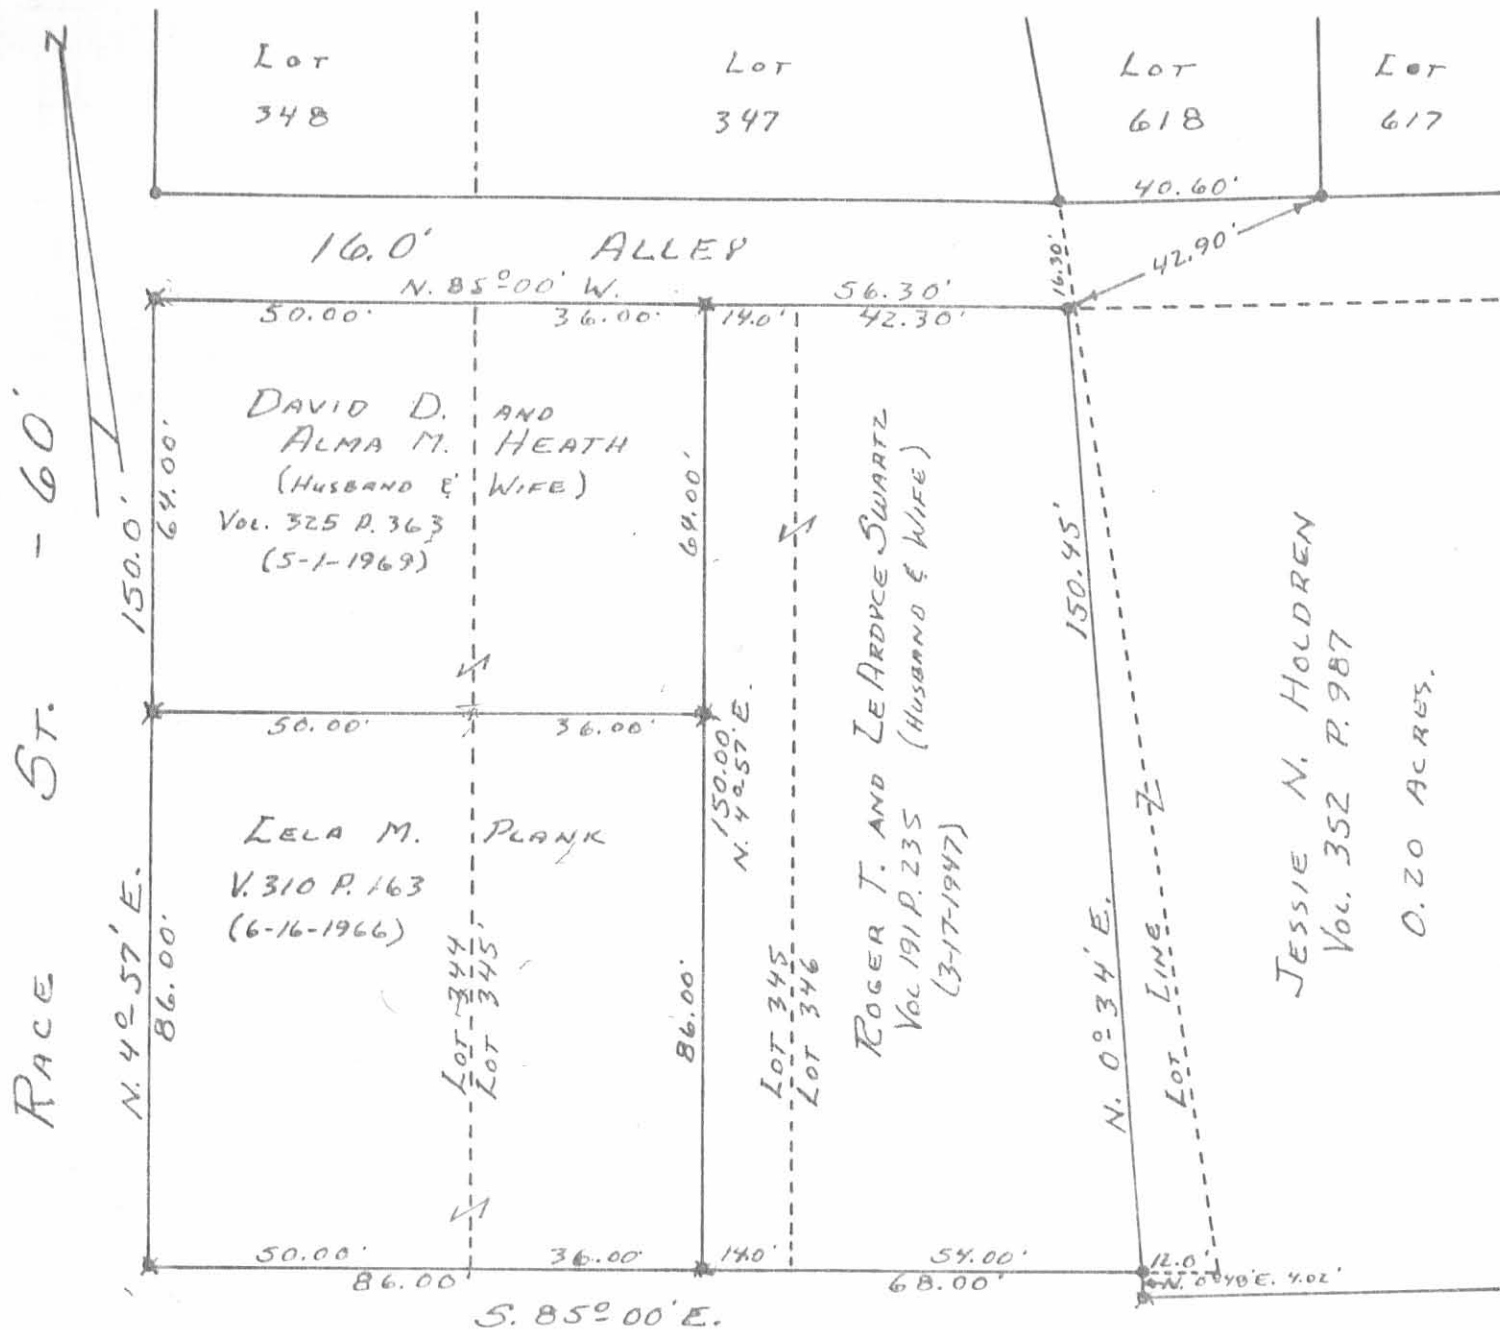 N
LOT
348
LOT
347
LOT
618
LOT
617
40.60'
16.0' ALLEY
42.90'
16.30'
N. 85° 00' W.
56.30'
50.00'
36.00'
14.0'
42.30'
DAVID D. AND
ALMA M. HEATH
(HUSBAND & WIFE)
VOL. 325 P. 363
(5-1-1969)
64.00'
150.0'
64.00'
RACE ST. - 60'
N. 4° 57' E.
86.00'
50.00'
36.00'
LELA M. PLANK
V. 310 P. 163
(6-16-1966)
LOT 344
LOT 345
86.00'
150.00'
N. 4° 57' E.
LOT 345
LOT 346
ROGER T. AND LEARDYCE SWARTZ
VOL 191 P. 235 (HUSBAND & WIFE)
(3-17-1947)
150.45'
N. 0° 34' E.
LOT LINE
JESSIE N. HOLDREN
VOL. 352 P. 987
0.20 ACRES.
50.00'
36.00'
14.0'
54.00'
12.0'
86.00'
68.00'
N. 0° 48' E. 4.02'
S. 85° 00' E.